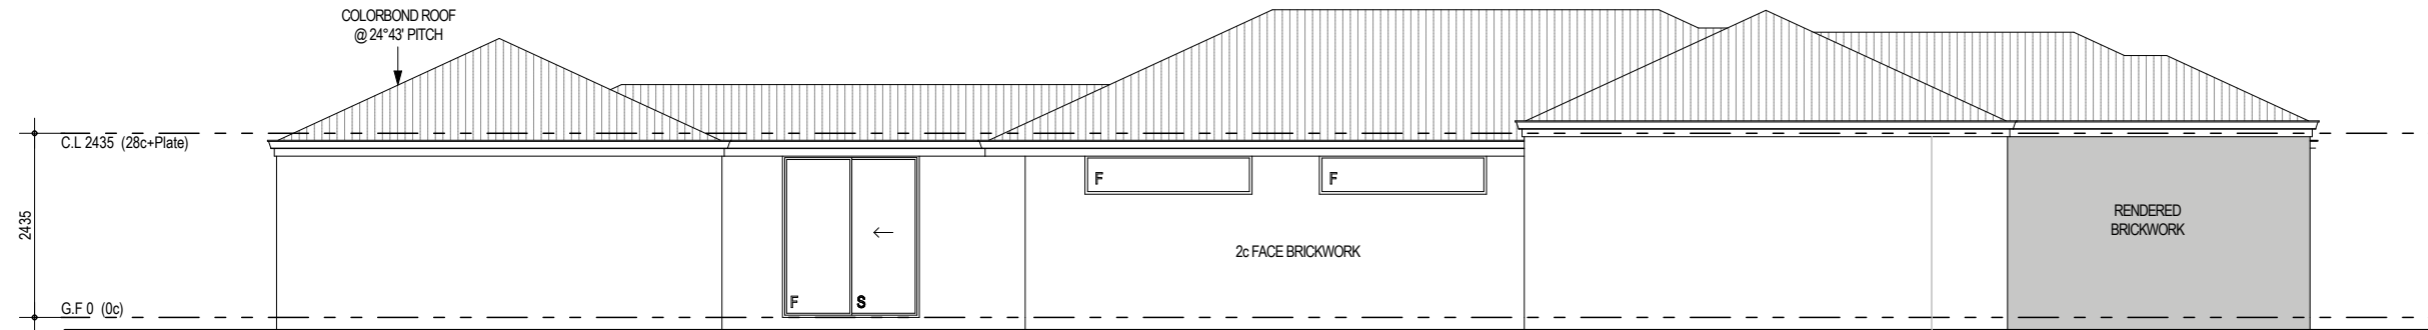 COLORBOND ROOF
@ 24°43' PITCH
C.L 2435 (28c+Plate)
F
F
2435
RENDERED
BRICKWORK
2c FACE BRICKWORK
G.F 0 (0c)
F
S